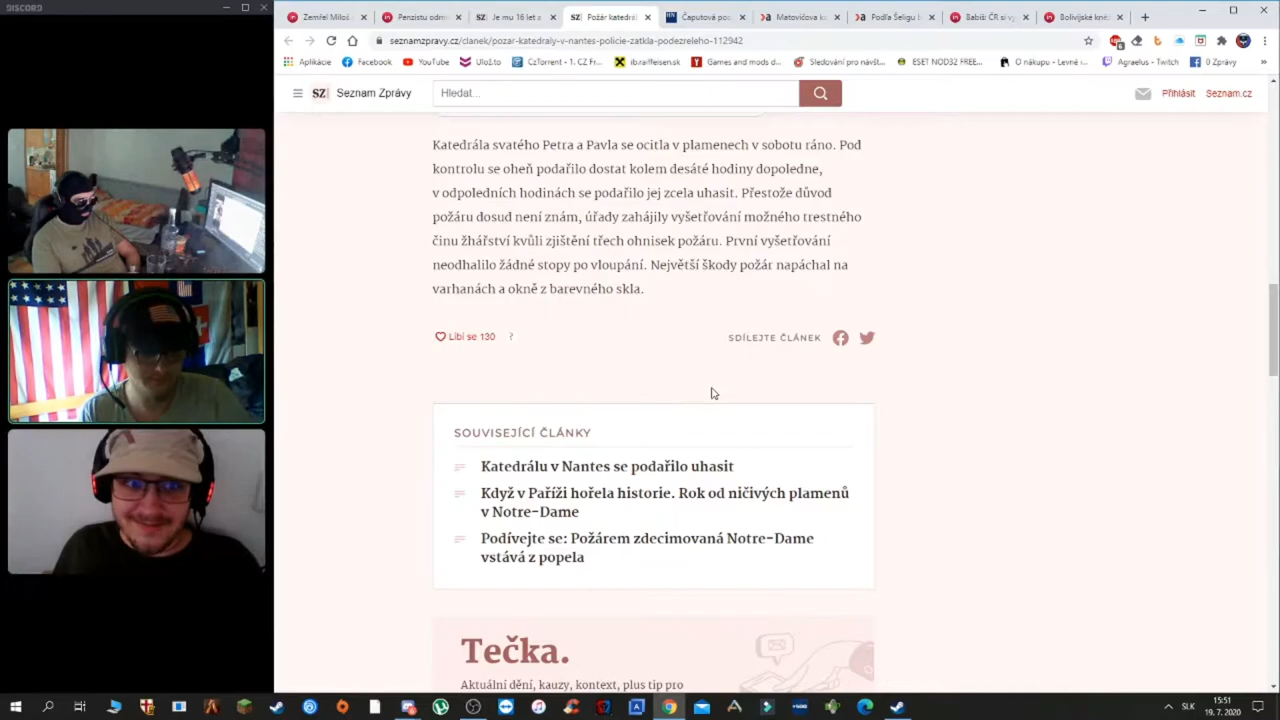 DISCORD
Zemřel Miloš
Penzistu odm
Je mu 16 let a
Požár katedrál
Čaputová poc
Matovičova ka
Podľa Šeligu b
Babiš: ČR si vy
Bolívijské kně
seznamzpravy.cz/clanek/pozar-katedraly-v-nantes-policie-zatkla-podezreleho-112942
Aplikácie
Facebook
YouTube
Ulož.to
CzTorrent - 1. CZ Fr...
ib.raiffeisen.sk
Games and mods d...
Sledování pro návšt...
ESET NOD32 FREE...
O nákupu - Levné i...
Agraelus - Twitch
0 Zprávy
»
SZ Seznam Zprávy
Hledat...
Přihlásit
Seznam.cz
Katedrála svatého Petra a Pavla se ocitla v plamenech v sobotu ráno. Pod
kontrolu se oheň podařilo dostat kolem desáté hodiny dopoledne,
v odpoledních hodinách se podařilo jej zcela uhasit. Přestože důvod
požáru dosud není znám, úřady zahájily vyšetřování možného trestného
činu žhářství kvůli zjištění třech ohnisek požáru. První vyšetřování
neodhalilo žádné stopy po vloupání. Největší škody požár napáchal na
varhanách a okně z barevného skla.
Líbí se 130
?
SDÍLEJTE ČLÁNEK
SOUVISEJÍCÍ ČLÁNKY
Katedrálu v Nantes se podařilo uhasit
Když v Paříži hořela historie. Rok od ničivých plamenů
v Notre-Dame
Podívejte se: Požárem zdecimovaná Notre-Dame
vstává z popela
Tečka.
Aktuální dění, kauzy, kontext, plus tip pro
SLK
15:51
19. 7. 2020